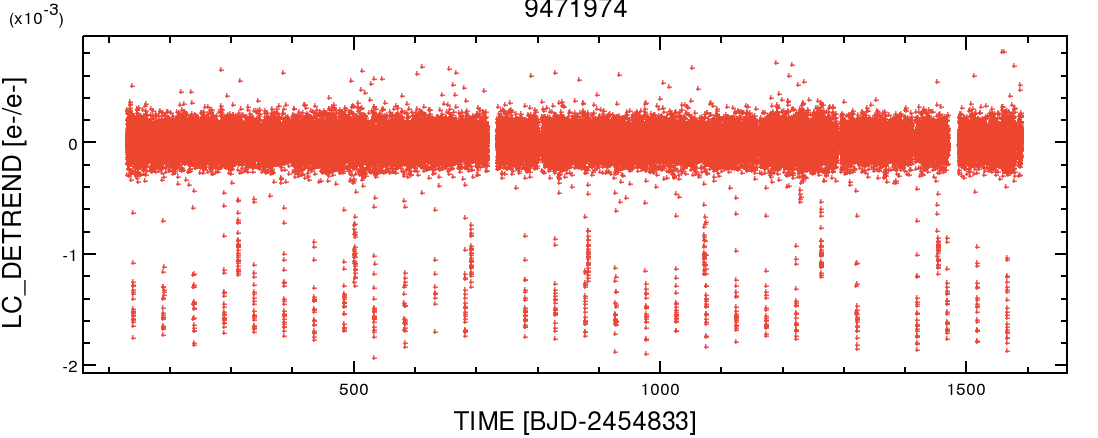 9471974
(x10-3)
LC_DETREND [e-/e-]
0
-1
-2
500
1000
1500
TIME [BJD-2454833]